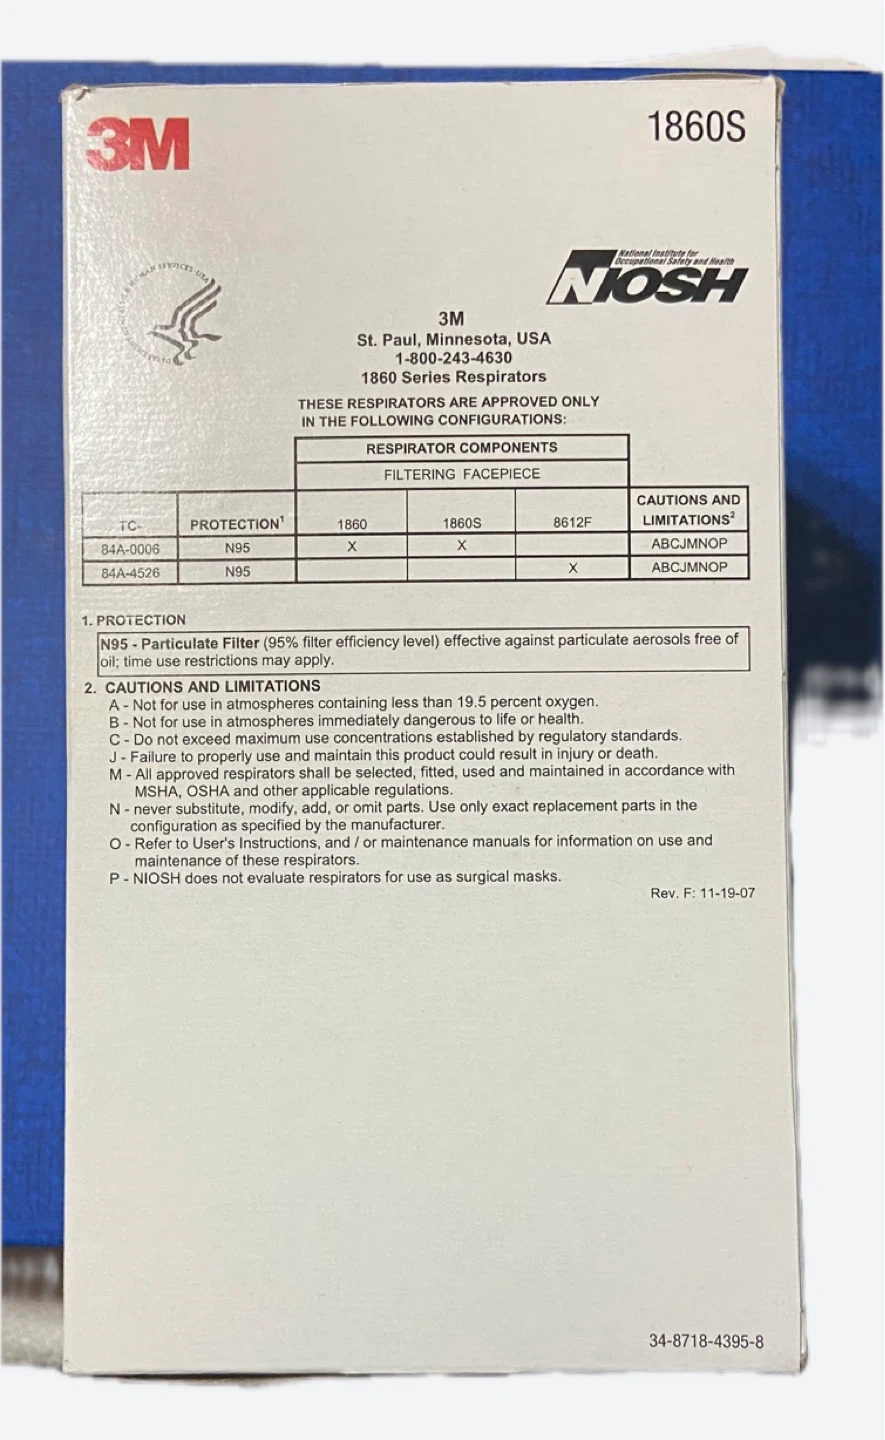 3M
1860S
National Institute for
Occupational Safety and Health
NIOSH
SERVICES·USA
3M
St. Paul, Minnesota, USA
1-800-243-4630
1860 Series Respirators
THESE RESPIRATORS ARE APPROVED ONLY
IN THE FOLLOWING CONFIGURATIONS:
RESPIRATOR COMPONENTS
FILTERING FACEPIECE
TC- PROTECTION¹ 1860 1860S 8612F CAUTIONS AND
LIMITATIONS²
84A-0006 N95 X X ABCJMNOP
84A-4526 N95 X ABCJMNOP
1. PROTECTION
N95 - Particulate Filter (95% filter efficiency level) effective against particulate aerosols free of
oil; time use restrictions may apply.
2. CAUTIONS AND LIMITATIONS
A - Not for use in atmospheres containing less than 19.5 percent oxygen.
B - Not for use in atmospheres immediately dangerous to life or health.
C - Do not exceed maximum use concentrations established by regulatory standards.
J - Failure to properly use and maintain this product could result in injury or death.
M - All approved respirators shall be selected, fitted, used and maintained in accordance with
MSHA, OSHA and other applicable regulations.
N - never substitute, modify, add, or omit parts. Use only exact replacement parts in the
configuration as specified by the manufacturer.
O - Refer to User's Instructions, and / or maintenance manuals for information on use and
maintenance of these respirators.
P - NIOSH does not evaluate respirators for use as surgical masks.
Rev. F: 11-19-07
34-8718-4395-8